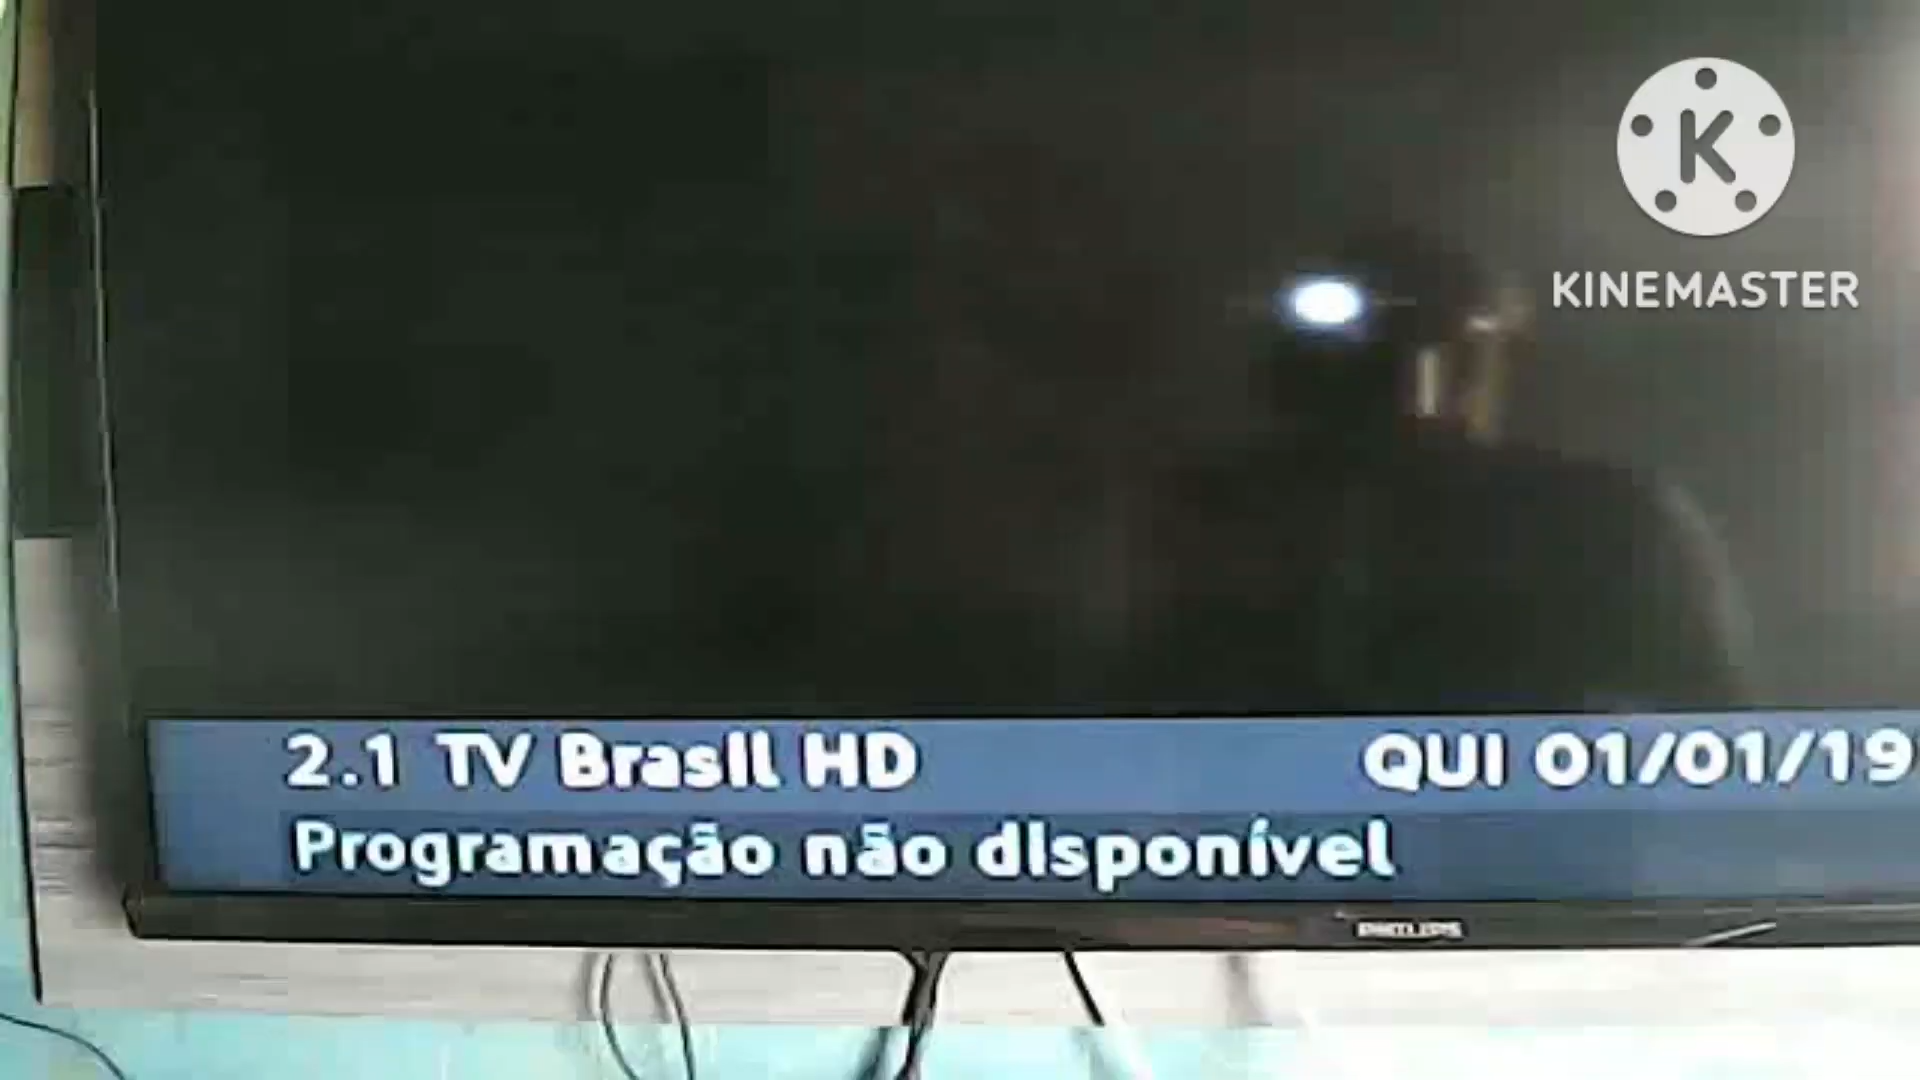 K
KINEMASTER
2.1 TV Brasil HD
QUI 01/01/19
Programação não disponível
PHILIPS